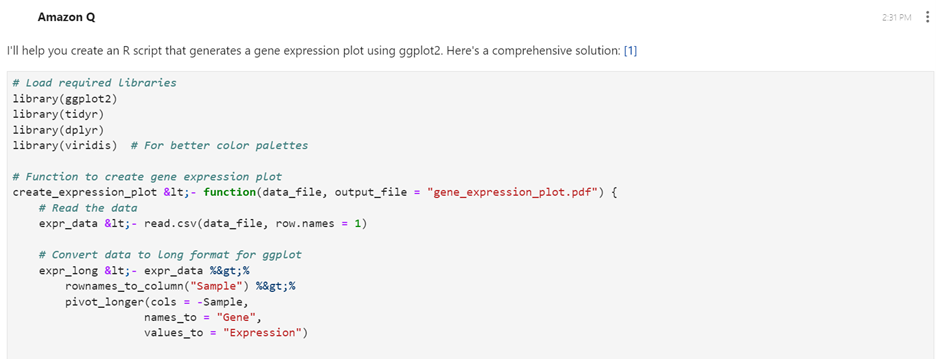 Amazon Q
2:31 PM
I'll help you create an R script that generates a gene expression plot using ggplot2. Here's a comprehensive solution: [1]
# Load required libraries
library(ggplot2)
library(tidyr)
library(dplyr)
library(viridis)  # For better color palettes
# Function to create gene expression plot
create_expression_plot &lt;- function(data_file, output_file = "gene_expression_plot.pdf") {
    # Read the data
    expr_data &lt;- read.csv(data_file, row.names = 1)
    # Convert data to long format for ggplot
    expr_long &lt;- expr_data %&gt;%
        rownames_to_column("Sample") %&gt;%
        pivot_longer(cols = -Sample,
                    names_to = "Gene",
                    values_to = "Expression")